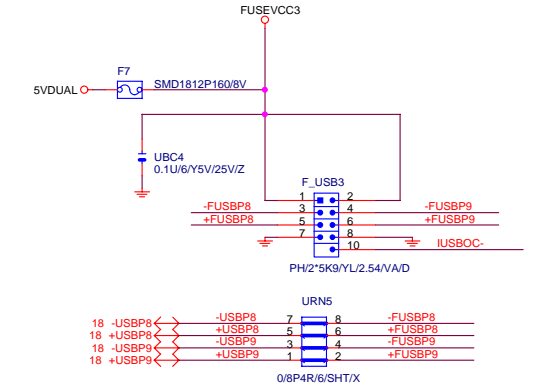 FUSEVCC3
F7
5VDUAL
SMD1812P160/8V
UBC4
0.1U/6/Y5V/25V/Z
F_USB3
1 2
-FUSBP8 3 4 -FUSBP9
+FUSBP8 5 6 +FUSBP9
7 8
10 IUSBOC-
PH/2*5K9/YL/2.54/VA/D
URN5
18 -USBP8 -USBP8 7 8 -FUSBP8
18 +USBP8 +USBP8 5 6 +FUSBP8
18 -USBP9 -USBP9 3 4 -FUSBP9
18 +USBP9 +USBP9 1 2 +FUSBP9
0/8P4R/6/SHT/X